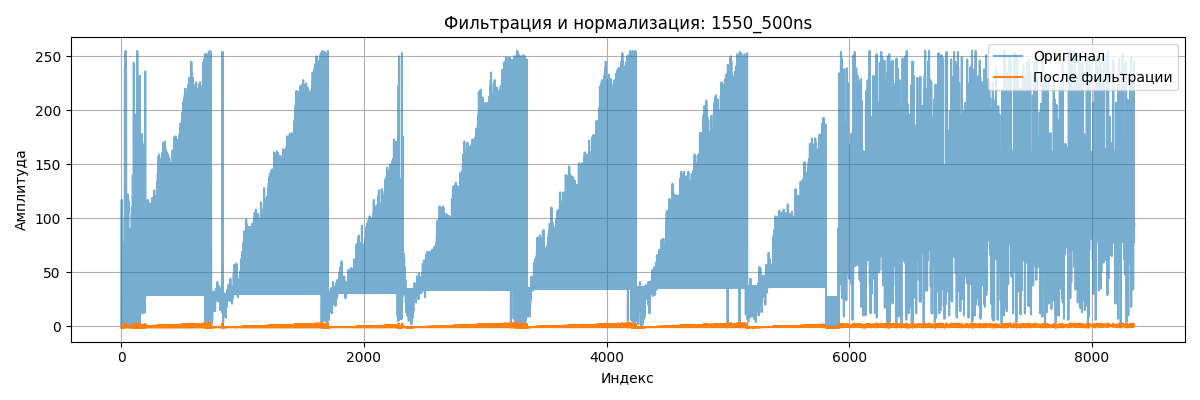 Фильтрация и нормализация: 1550_500ns
Оригинал
После фильтрации
Амплитуда
250
200
150
100
50
0
0 2000 4000 6000 8000
Индекс